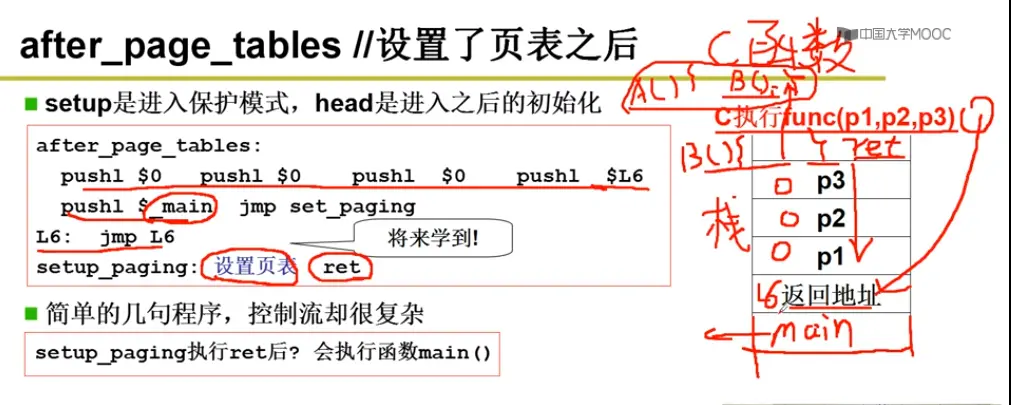 after_page_tables //设置了页表之后
中国大学MOOC
C函数
A(){ B();}
■ setup是进入保护模式，head是进入之后的初始化
C执行func(p1,p2,p3)
after_page_tables:
pushl $0 pushl $0 pushl $0 pushl $L6
pushl $_main jmp set_paging
L6: jmp L6
setup_paging: 设置页表 ret
将来学到!
B(){ } ret
栈
0 p3
0 p2
0 p1
L6 返回地址
main
■ 简单的几句程序，控制流却很复杂
setup_paging执行ret后? 会执行函数main()